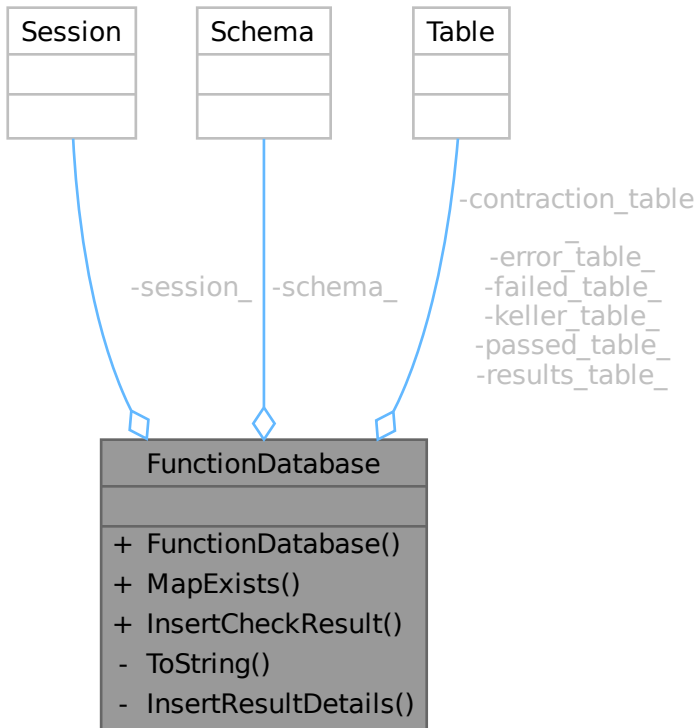 Session
Schema
Table
-contraction_table
_
-error_table_
-failed_table_
-keller_table_
-passed_table_
-results_table_
-session_
-schema_
FunctionDatabase
+ FunctionDatabase()
+ MapExists()
+ InsertCheckResult()
- ToString()
- InsertResultDetails()